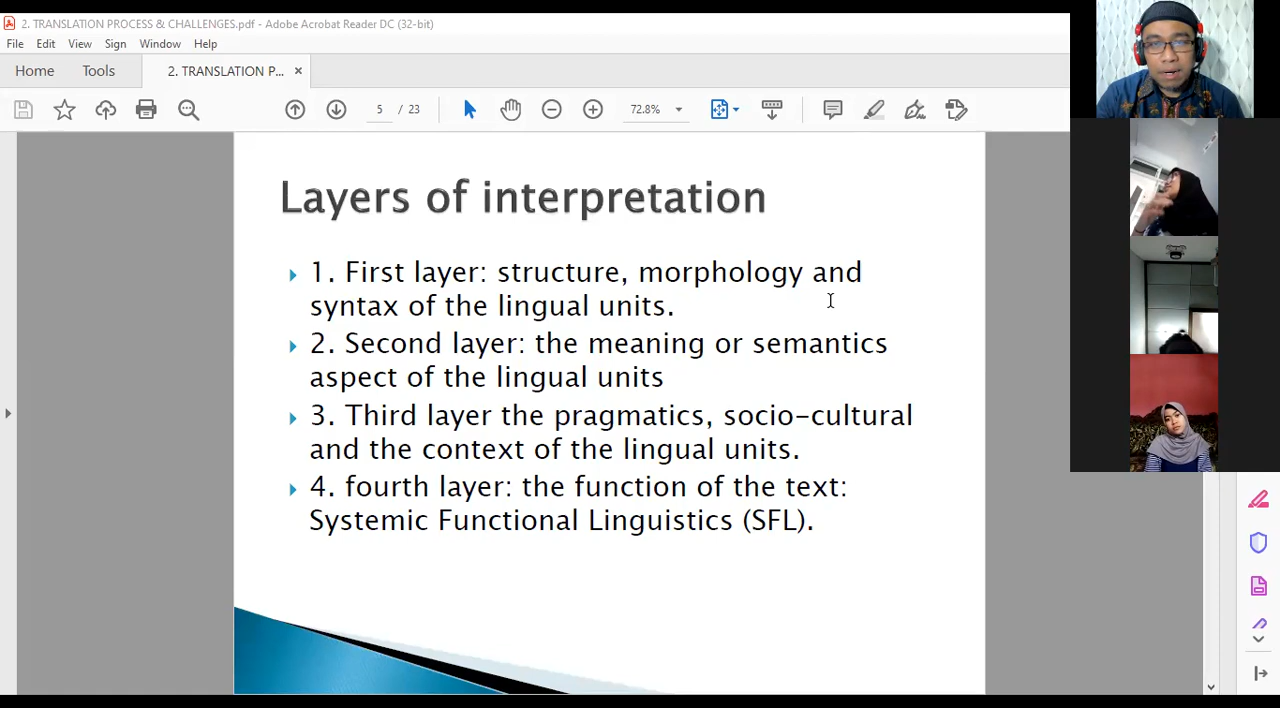 2. TRANSLATION PROCESS & CHALLENGES.pdf - Adobe Acrobat Reader DC (32-bit)
File Edit View Sign Window Help
Home Tools 2. TRANSLATION P... ×
5 / 23 72.8%
Layers of interpretation
1. First layer: structure, morphology and
syntax of the lingual units.
2. Second layer: the meaning or semantics
aspect of the lingual units
3. Third layer the pragmatics, socio-cultural
and the context of the lingual units.
4. fourth layer: the function of the text:
Systemic Functional Linguistics (SFL).